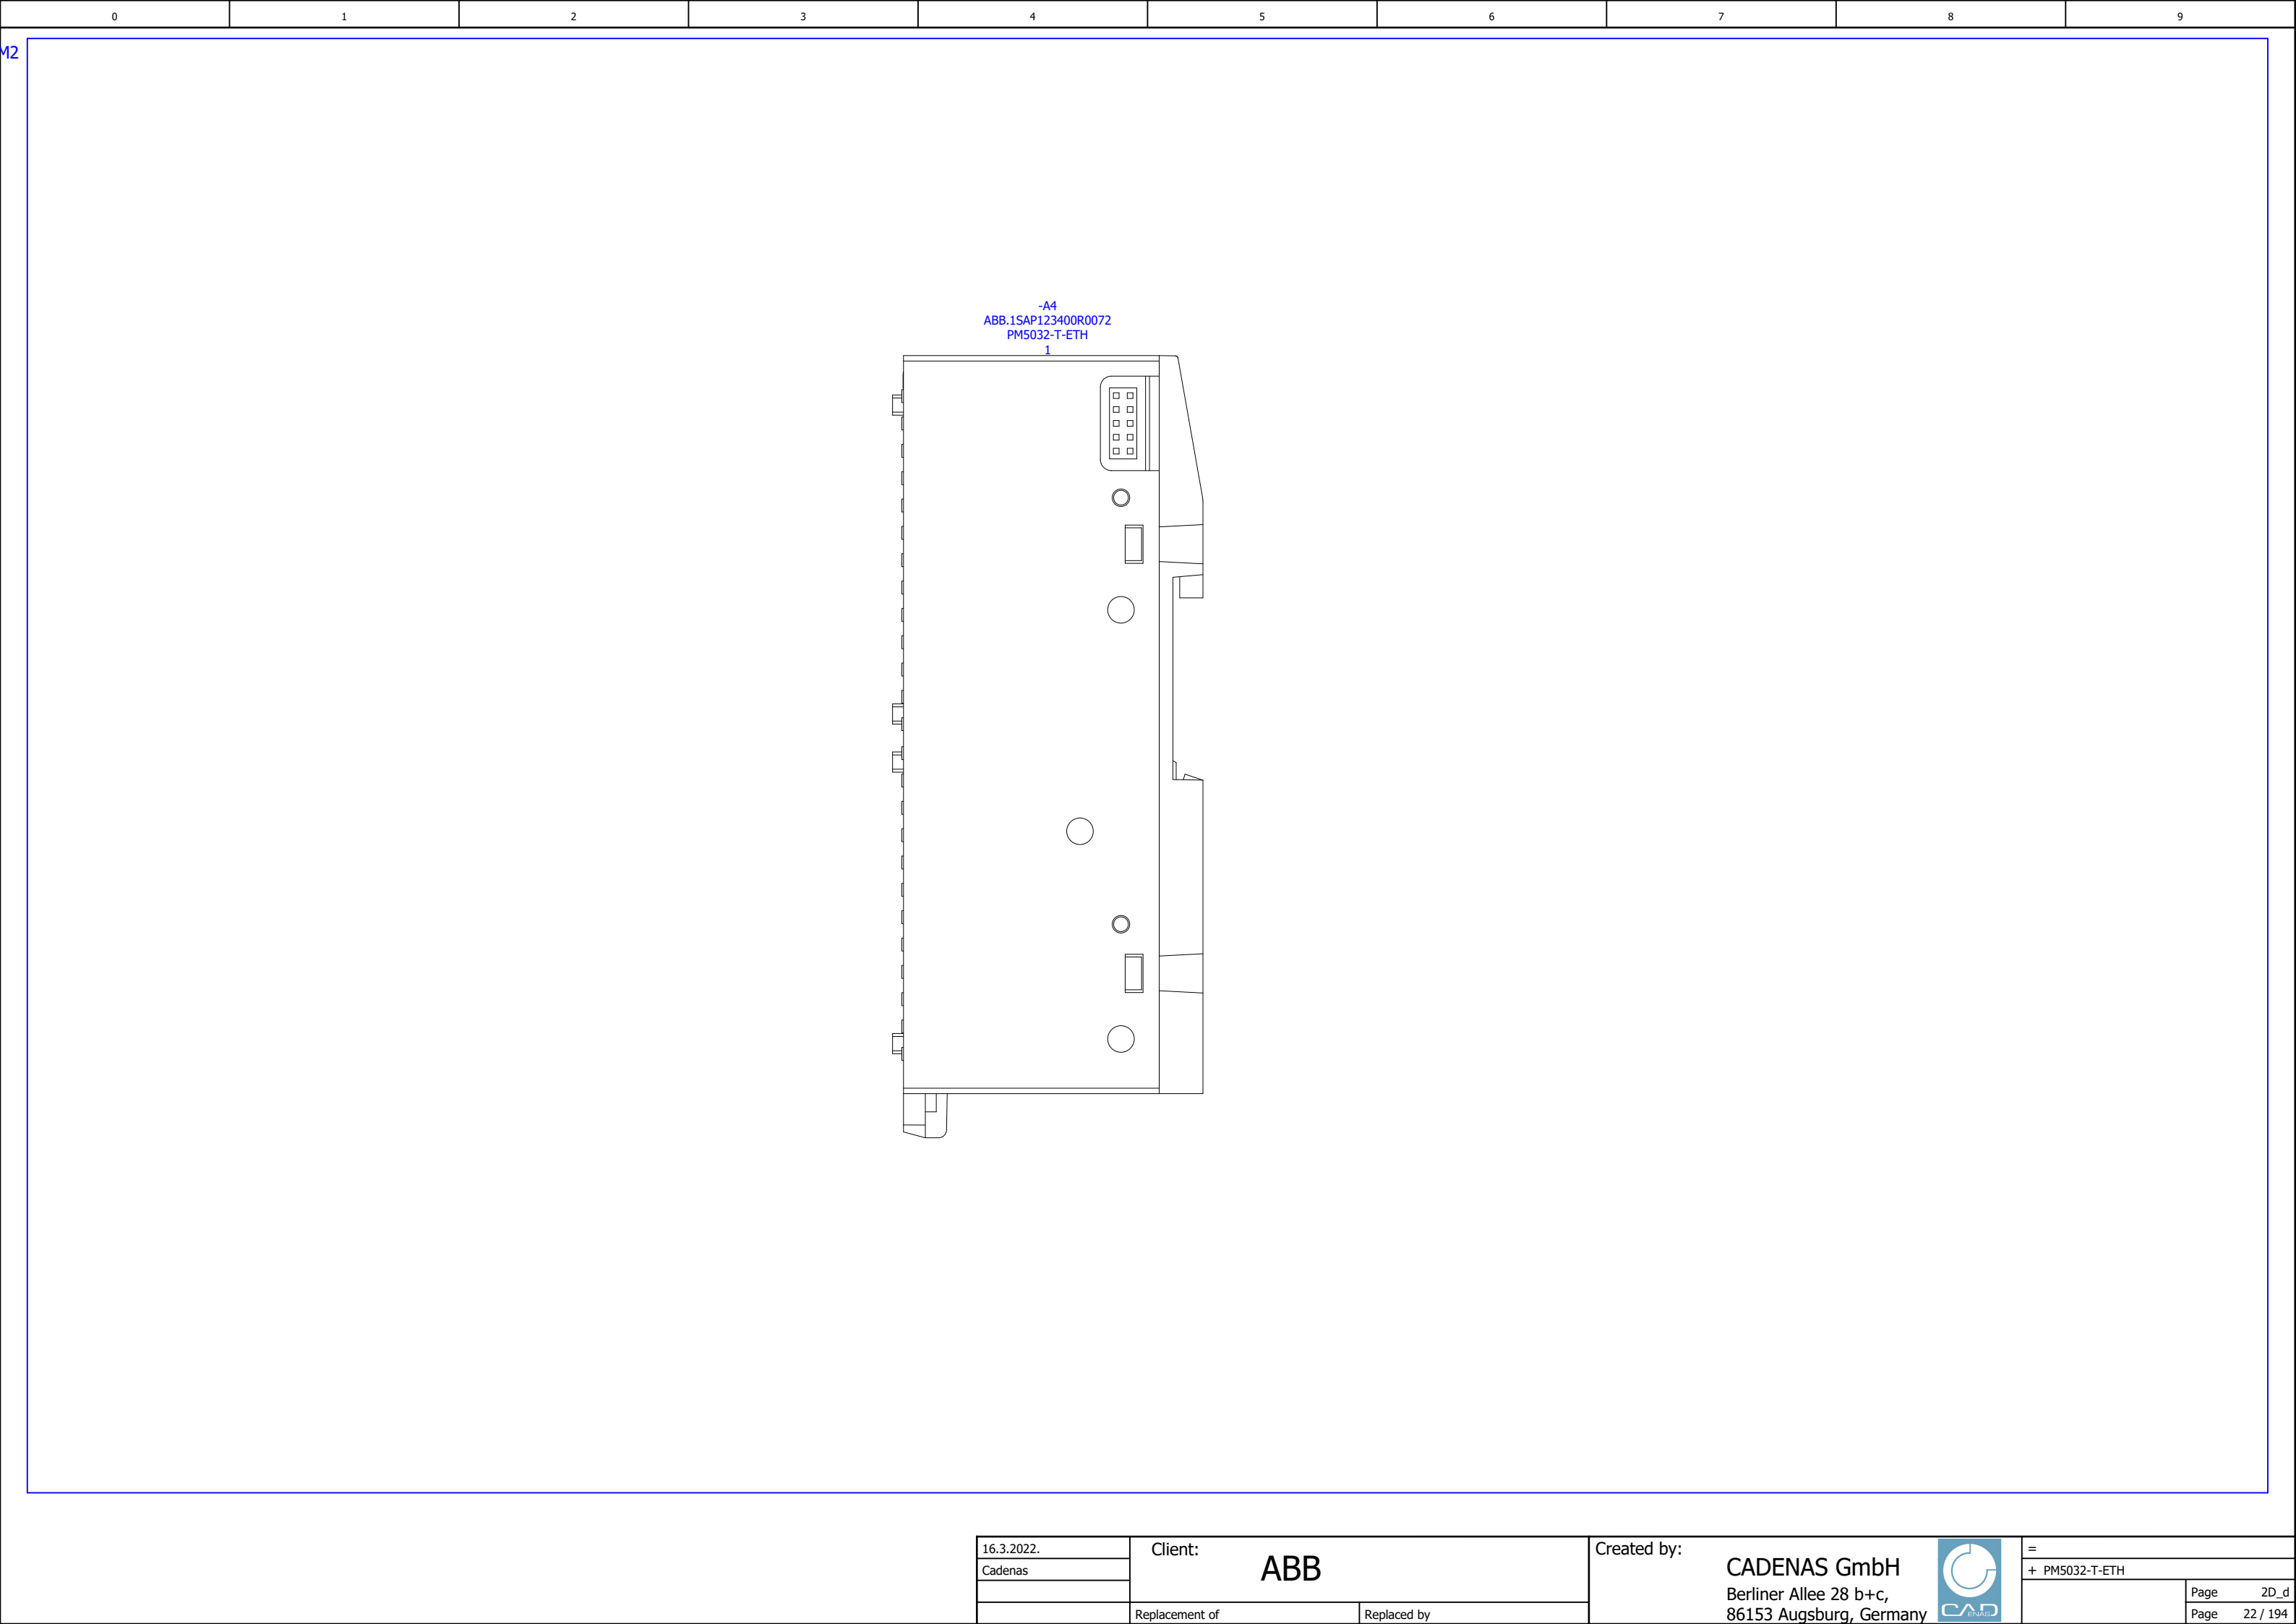 0 1 2 3 4 5 6 7 8 9
M2
-A4
ABB.1SAP123400R0072
PM5032-T-ETH
1
16.3.2022.
Cadenas
Client:
ABB
Replacement of
Replaced by
Created by:
CADENAS GmbH
Berliner Allee 28 b+c,
86153 Augsburg, Germany
CAD
ENAS
=
+ PM5032-T-ETH
Page 2D_d
Page 22 / 194